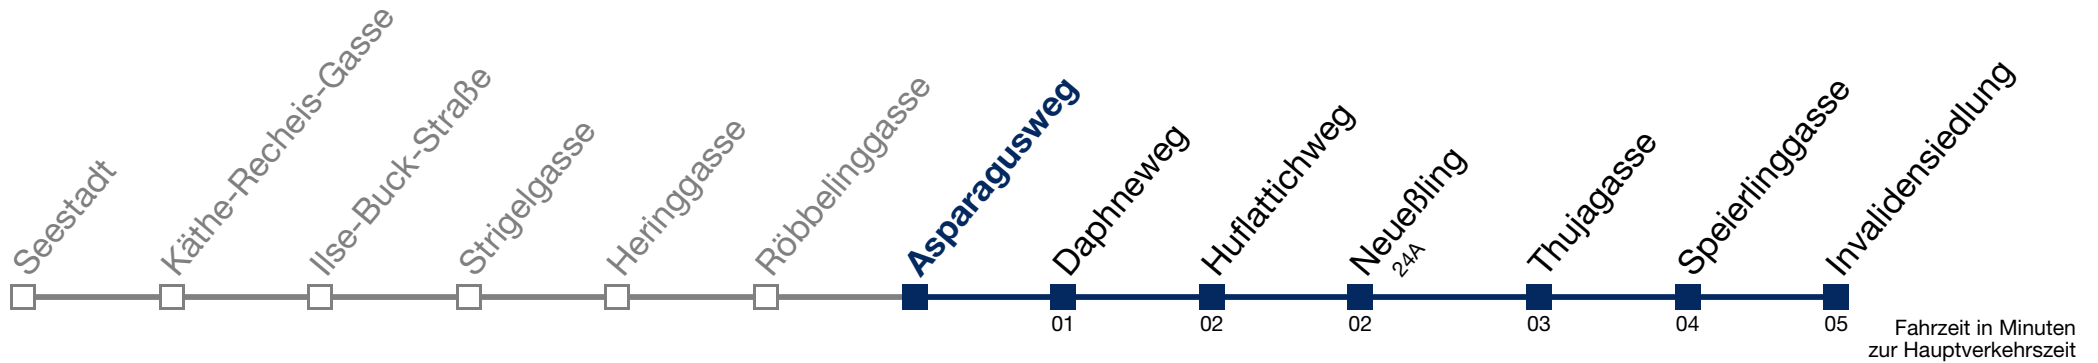 Seestadt
Käthe-Recheis-Gasse
Ilse-Buck-Straße
Strigelgasse
Heringgasse
Röbbelinggasse
Asparagusweg
Daphneweg
Huflattichweg
Neueßling
24A
Thujagasse
Speierlinggasse
Invalidensiedlung
01
02
02
03
04
05
Fahrzeit in Minuten
zur Hauptverkehrszeit